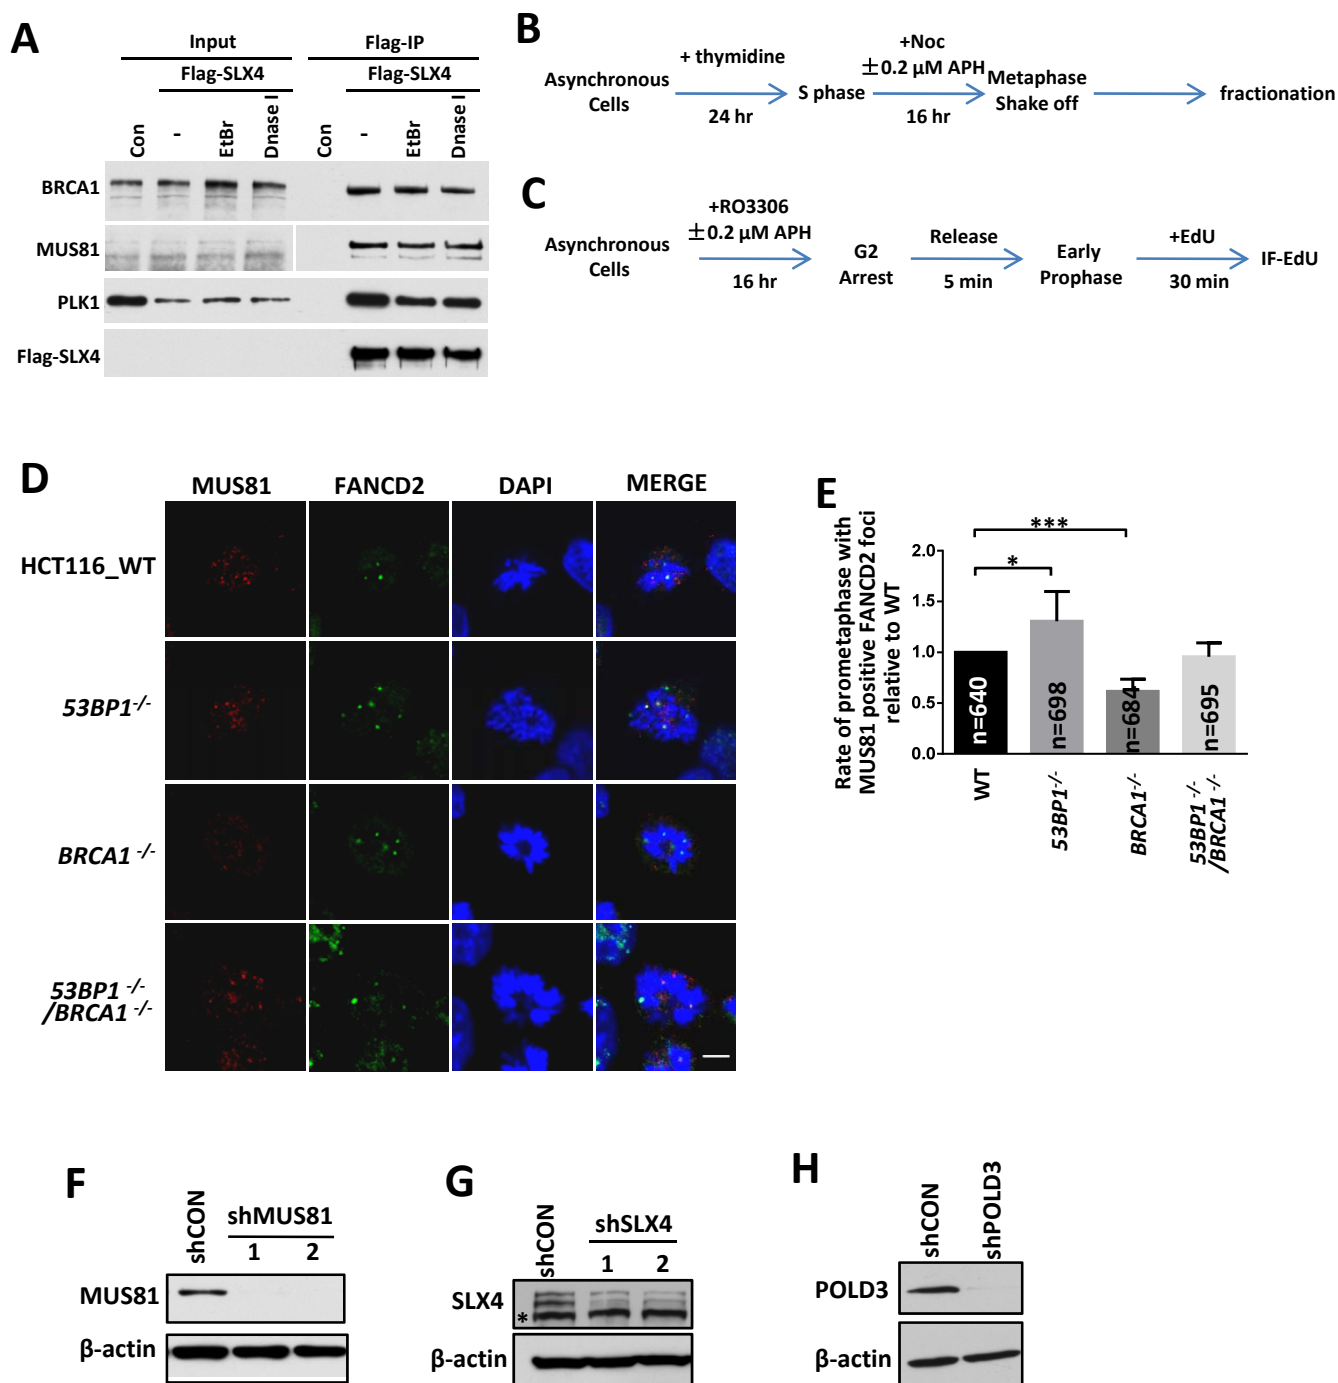 A
Input
Flag-IP
Flag-SLX4
Flag-SLX4
Con
-
EtBr
Dnase I
Con
-
EtBr
Dnase I
BRCA1
MUS81
PLK1
Flag-SLX4
B
Asynchronous
Cells
+ thymidine
24 hr
S phase
+Noc
±0.2 µM APH
16 hr
Metaphase
Shake off
fractionation
C
Asynchronous
Cells
+RO3306
±0.2 µM APH
16 hr
G2
Arrest
Release
5 min
Early
Prophase
+EdU
30 min
IF-EdU
D
MUS81
FANCD2
DAPI
MERGE
HCT116_WT
53BP1-/-
BRCA1 -/-
53BP1 -/-
/BRCA1 -/-
E
Rate of prometaphase with
MUS81 positive FANCD2 foci
relative to WT
2.0
1.5
1.0
0.5
0.0
*
***
n=640
n=698
n=684
n=695
WT
53BP1-/-
BRCA1-/-
53BP1-/-
/BRCA1-/-
F
shCON
shMUS81
1
2
MUS81
β-actin
G
shCON
shSLX4
1
2
SLX4
*
β-actin
H
shCON
shPOLD3
POLD3
β-actin